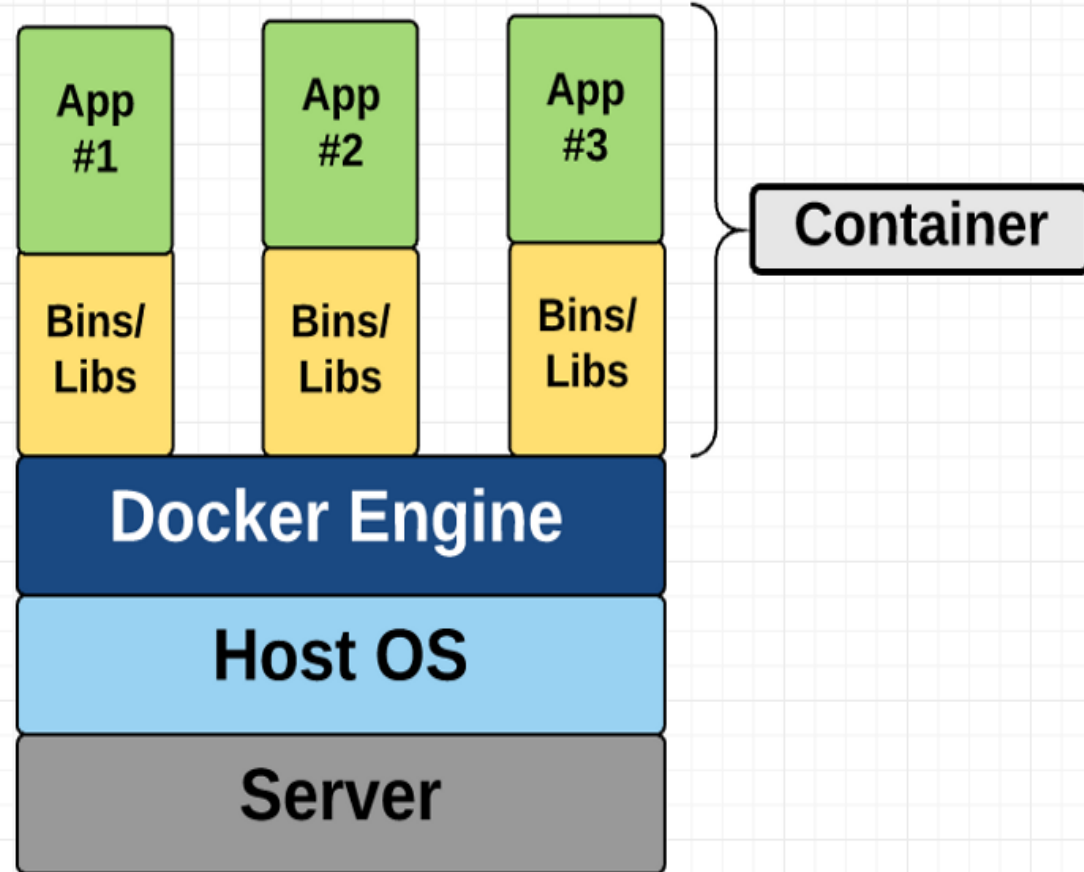 App
#1
App
#2
App
#3
Container
Bins/
Libs
Bins/
Libs
Bins/
Libs
Docker Engine
Host OS
Server